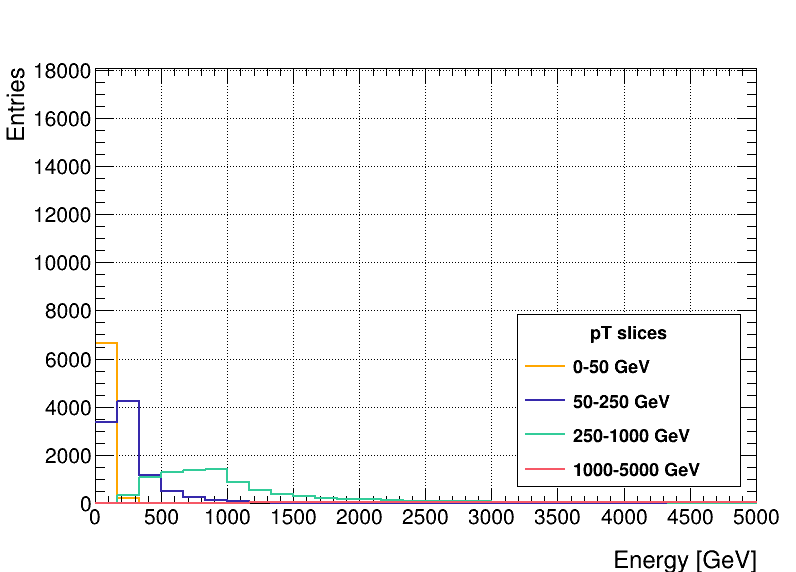 Entries
18000
16000
14000
12000
10000
8000
6000
4000
2000
0
0 500 1000 1500 2000 2500 3000 3500 4000 4500 5000
Energy [GeV]
pT slices
0-50 GeV
50-250 GeV
250-1000 GeV
1000-5000 GeV